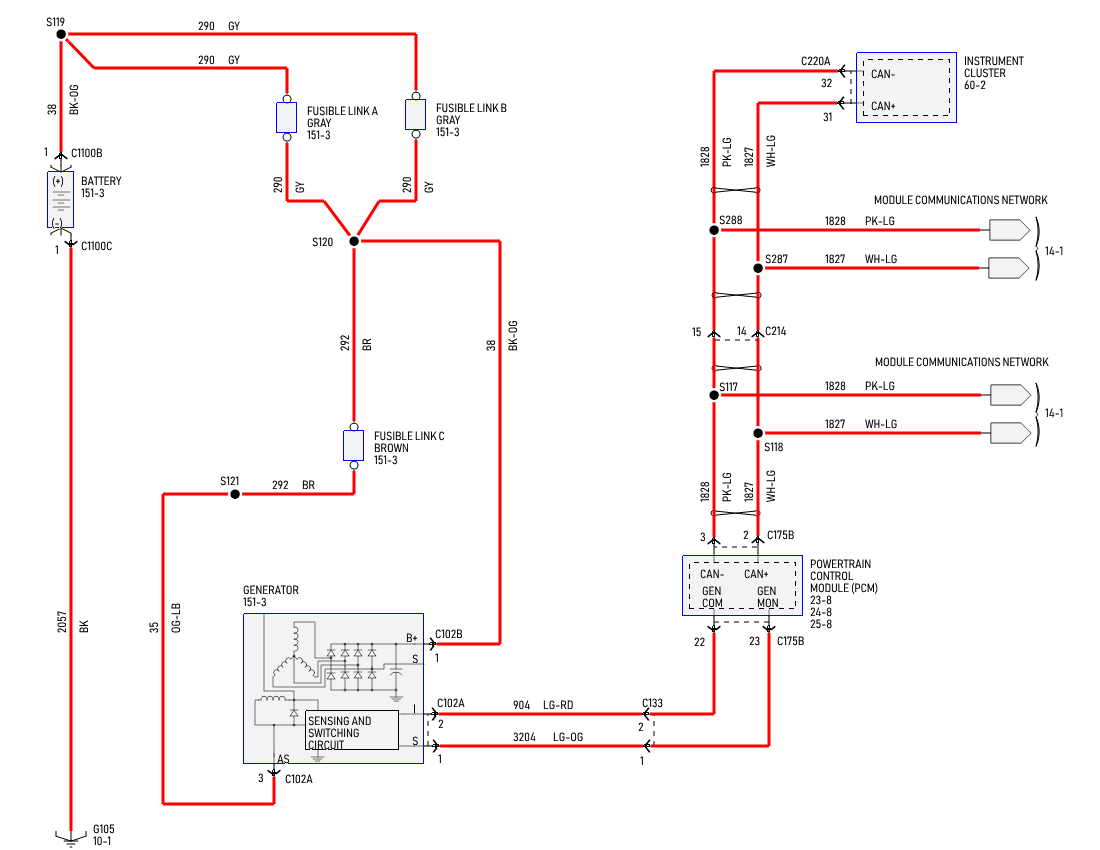 S119
290 GY
290 GY
38
BK-OG
FUSIBLE LINK A
GRAY
151-3
FUSIBLE LINK B
GRAY
151-3
1
C1100B
(+)
(-)
BATTERY
151-3
1
C1100C
290
GY
290
GY
S120
292
BR
38
BK-OG
FUSIBLE LINK C
BROWN
151-3
S121
292 BR
2057
BK
35
OG-LB
GENERATOR
151-3
B+
C102B
1
S
I
C102A
2
SENSING AND
SWITCHING
CIRCUIT
S
1
AS
3
C102A
904 LG-RD
C133
2
3204 LG-OG
1
G105
10-1
C220A
32
31
CAN-
CAN+
INSTRUMENT
CLUSTER
60-2
1828
PK-LG
1827
WH-LG
MODULE COMMUNICATIONS NETWORK
S288
1828 PK-LG
14-1
S287
1827 WH-LG
15
14
C214
MODULE COMMUNICATIONS NETWORK
S117
1828 PK-LG
14-1
1827 WH-LG
S118
1828
PK-LG
1827
WH-LG
3
2
C175B
CAN-
CAN+
GEN
COM
GEN
MON
POWERTRAIN
CONTROL
MODULE (PCM)
23-8
24-8
25-8
22
23
C175B